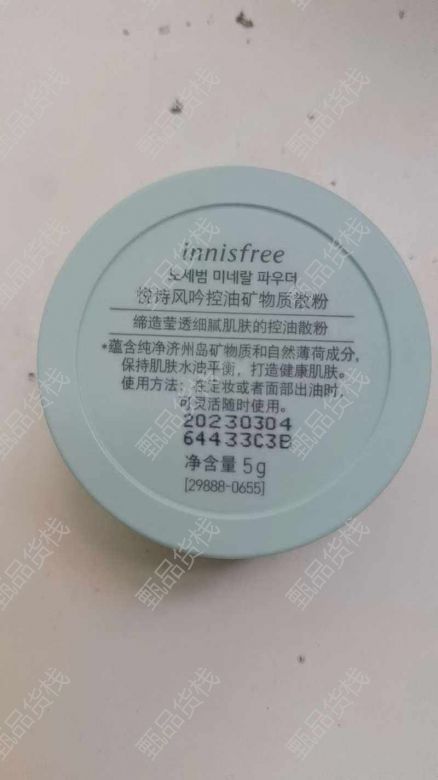 innisfree
노세범 미네랄 파우더
悦诗风吟控油矿物质散粉
缔造莹透细腻肌肤的控油散粉
*蕴含纯净济州岛矿物质和自然薄荷成分,
保持肌肤水油平衡，打造健康肌肤。
使用方法：在定妆或者面部出油时，
可灵活随时使用。
20230304
64433C3B
净含量 5g
[29888-0655]
甄品货栈